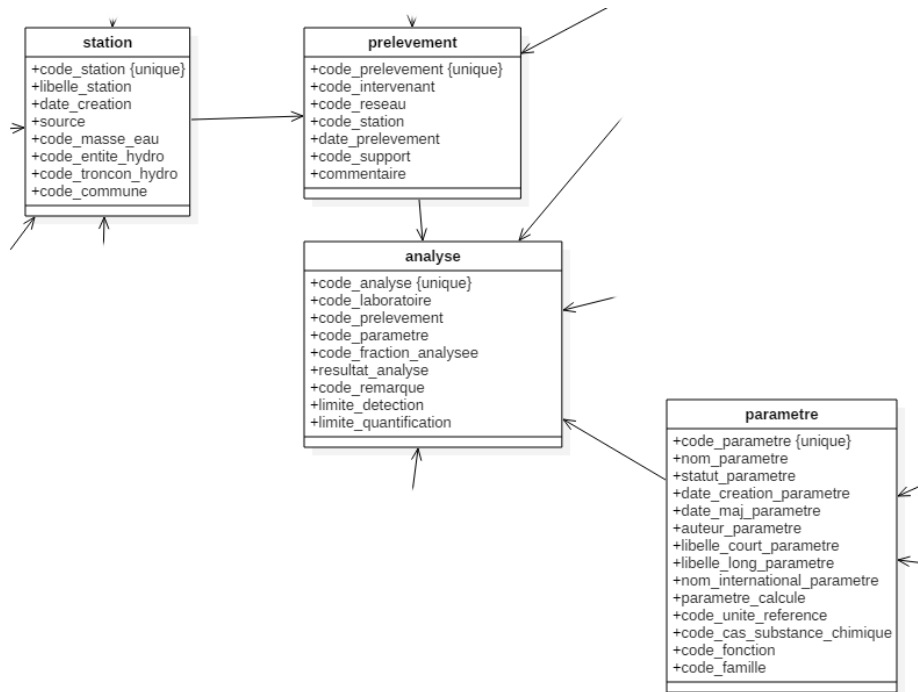 station
+code_station {unique}
+libelle_station
+date_creation
+source
+code_masse_eau
+code_entite_hydro
+code_troncon_hydro
+code_commune
prelevement
+code_prelevement {unique}
+code_intervenant
+code_reseau
+code_station
+date_prelevement
+code_support
+commentaire
analyse
+code_analyse {unique}
+code_laboratoire
+code_prelevement
+code_parametre
+code_fraction_analysee
+resultat_analyse
+code_remarque
+limite_detection
+limite_quantification
parametre
+code_parametre {unique}
+nom_parametre
+statut_parametre
+date_creation_parametre
+date_maj_parametre
+auteur_parametre
+libelle_court_parametre
+libelle_long_parametre
+nom_international_parametre
+parametre_calcule
+code_unite_reference
+code_cas_substance_chimique
+code_fonction
+code_famille